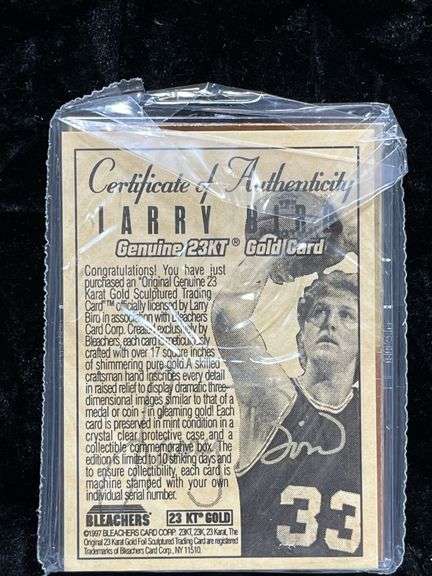 Certificate of Authenticity
LARRY BIRD
Genuine 23KT® Gold Card
Congratulations! You have just
purchased an "Original Genuine 23
Karat Gold Sculptured Trading
Card"™ officially licensed by Larry
Bird in association with Bleachers
Card Corp. Created exclusively by
Bleachers, each card is meticulously
crafted with over 17 square inches
of shimmering pure gold. A skilled
craftsman hand inscribes every detail
in raised relief to display dramatic three-
dimensional images similar to that of a
medal or coin - in gleaming gold! Each
card is preserved in mint condition in a
crystal clear protective case and a
collectible commemorative box. The
edition is limited to 10 striking days and
to ensure collectibility, each card is
machine stamped with your own
individual serial number.
33
BLEACHERS 23 KT GOLD
©1997 BLEACHERS CARD CORP. 23KT, 23K, 23 Karat, The
Original 23 Karat Gold Foil Sculptured Trading Card are registered
Trademarks of Bleachers Card Corp., NY 11510.